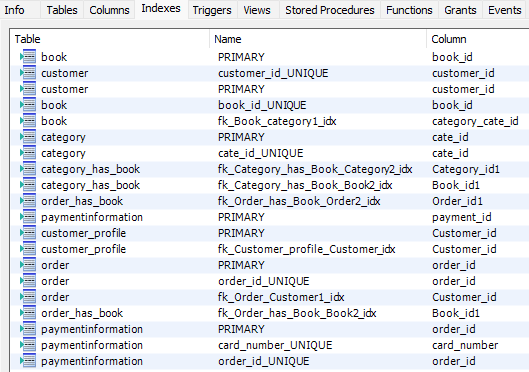 Info Tables Columns Indexes Triggers Views Stored Procedures Functions Grants Events
Table Name Column
book PRIMARY book_id
customer customer_id_UNIQUE customer_id
customer PRIMARY customer_id
book book_id_UNIQUE book_id
book fk_Book_category1_idx category_cate_id
category PRIMARY cate_id
category cate_id_UNIQUE cate_id
category_has_book fk_Category_has_Book_Category2_idx Category_id1
category_has_book fk_Category_has_Book_Book2_idx Book_id1
order_has_book fk_Order_has_Book_Order2_idx Order_id1
paymentinformation PRIMARY payment_id
customer_profile PRIMARY Customer_id
customer_profile fk_Customer_profile_Customer_idx Customer_id
order PRIMARY order_id
order order_id_UNIQUE order_id
order fk_Order_Customer1_idx Customer_id
order_has_book fk_Order_has_Book_Book2_idx Book_id1
paymentinformation PRIMARY order_id
paymentinformation card_number_UNIQUE card_number
paymentinformation order_id_UNIQUE order_id